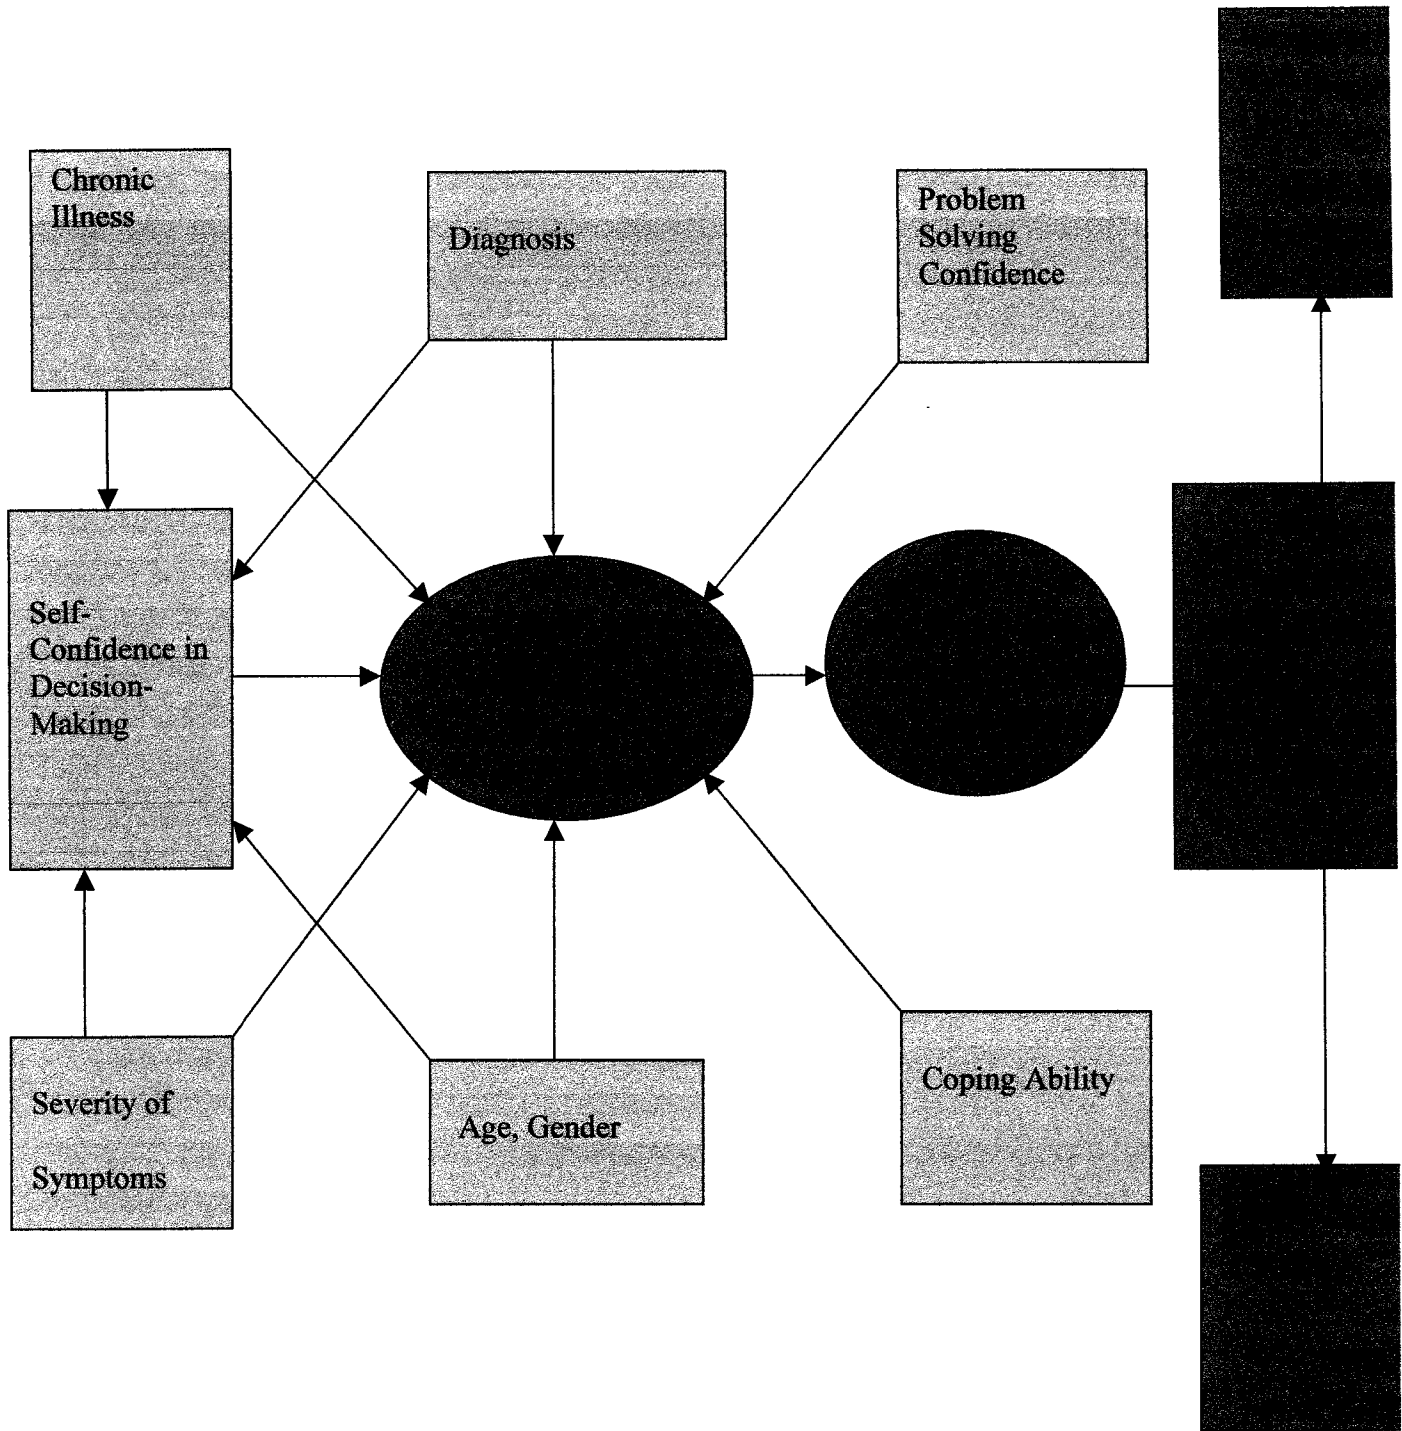 Chronic
Illness
Diagnosis
Problem
Solving
Confidence
Self-
Confidence in
Decision-
Making
Severity of
Symptoms
Age, Gender
Coping Ability